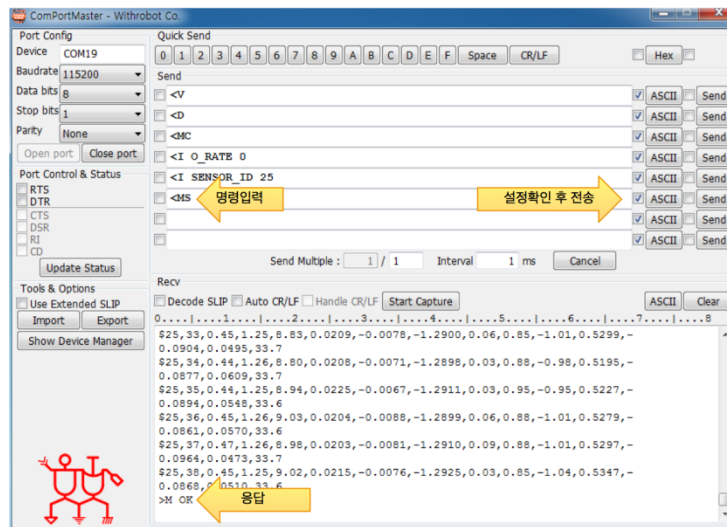 ComPortMaster - Withrobot Co.
Port Config
Device COM19
Baudrate 115200
Data bits 8
Stop bits 1
Parity None
Open port Close port
Port Control & Status
RTS
DTR
CTS
DSR
RI
CD
Update Status
Tools & Options
Use Extended SLIP
Import Export
Show Device Manager
Quick Send
0 1 2 3 4 5 6 7 8 9 A B C D E F Space CR/LF Hex
Send
<V ASCII Send
<D ASCII Send
<MC ASCII Send
<I O_RATE 0 ASCII Send
<I SENSOR_ID 25 ASCII Send
<MS 명령입력 설정확인 후 전송 ASCII Send
ASCII Send
ASCII Send
Send Multiple : 1 / 1 Interval 1 ms Cancel
Recv
Decode SLIP Auto CR/LF Handle CR/LF Start Capture ASCII Clear
0....|....1....|....2....|....3....|....4....|....5....|....6....|....7....|....8
$25,33,0.45,1.26,8.83,0.0209,-0.0078,-1.2900,0.06,0.85,-1.01,0.5299,-
0.0904,0.0495,33.7
$25,34,0.44,1.26,8.80,0.0208,-0.0071,-1.2898,0.03,0.88,-0.98,0.5195,-
0.0877,0.0609,33.7
$25,35,0.44,1.25,8.94,0.0225,-0.0067,-1.2911,0.03,0.95,-0.95,0.5227,-
0.0894,0.0548,33.6
$25,36,0.45,1.26,9.03,0.0204,-0.0088,-1.2899,0.06,0.88,-1.01,0.5279,-
0.0861,0.0570,33.6
$25,37,0.47,1.26,8.98,0.0203,-0.0081,-1.2910,0.09,0.88,-1.01,0.5297,-
0.0964,0.0473,33.7
$25,38,0.45,1.25,9.02,0.0215,-0.0076,-1.2925,0.03,0.85,-1.04,0.5347,-
0.0868,0.0510,33.6
>M OK 응답